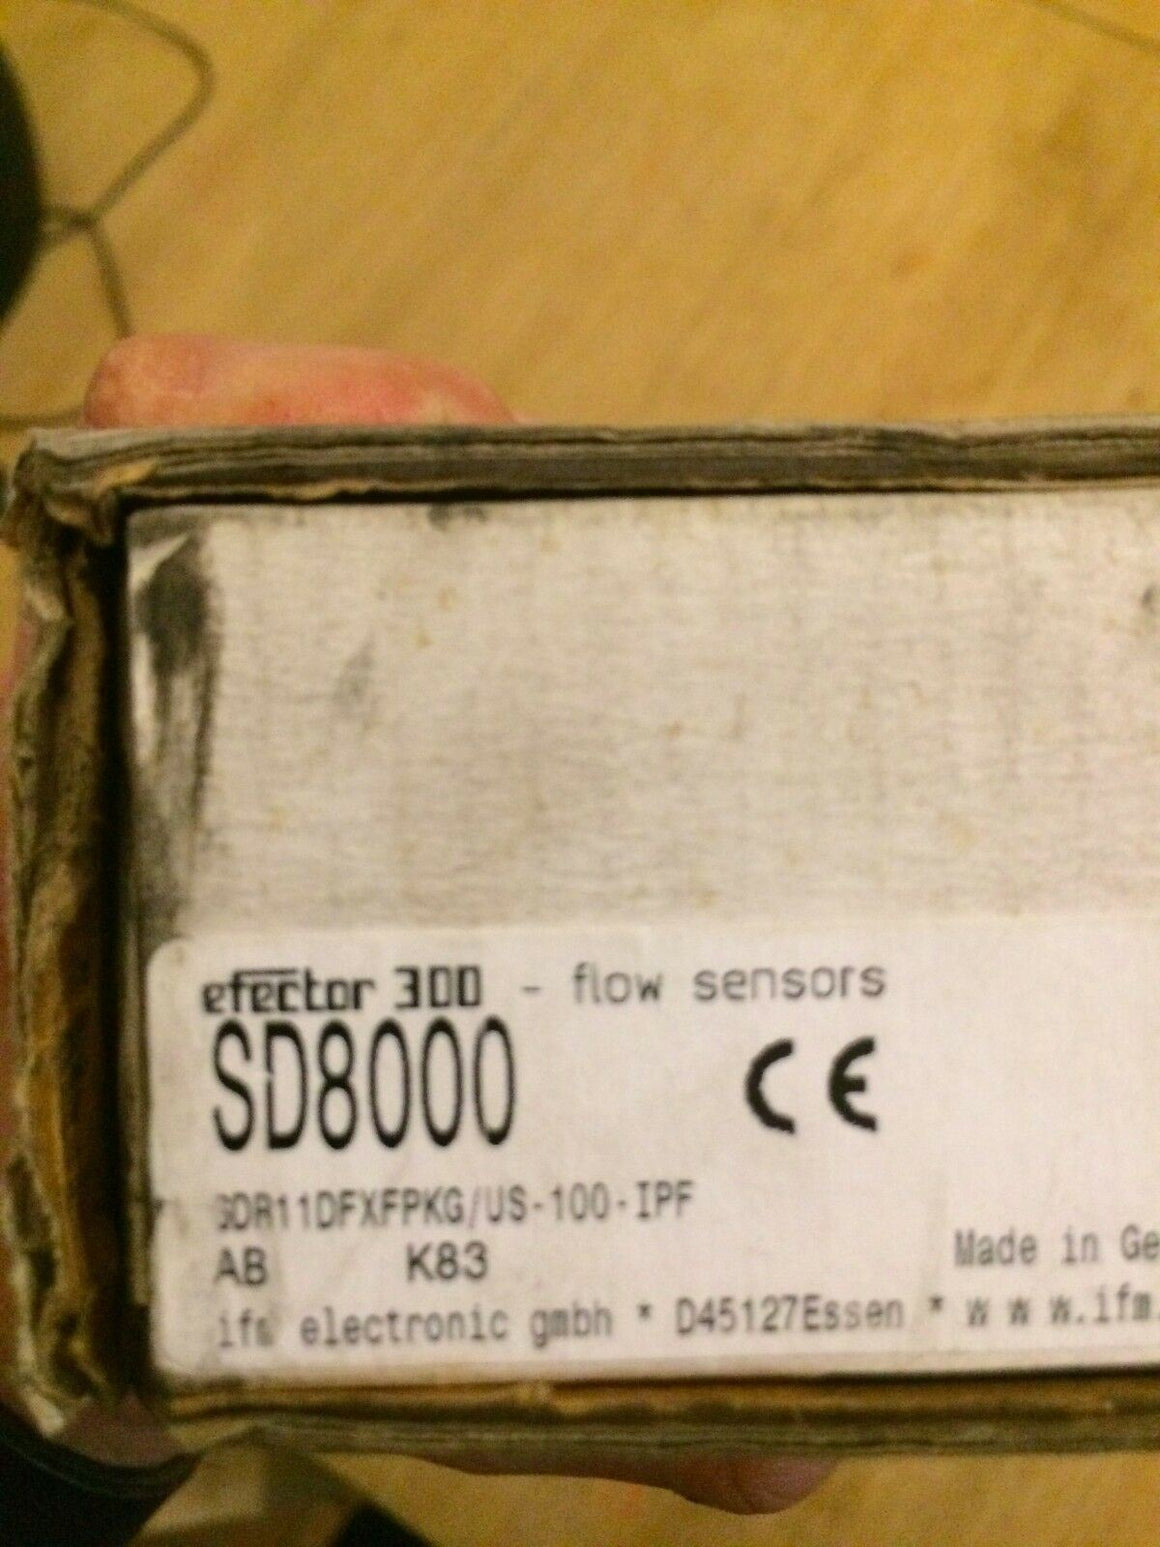 efector 300 - flow sensors
SD8000 CE
SDR11DFXFPKG/US-100-IPF
AB K83
Made in Ge
ifm electronic gmbh * D45127Essen * w w w.ifm.